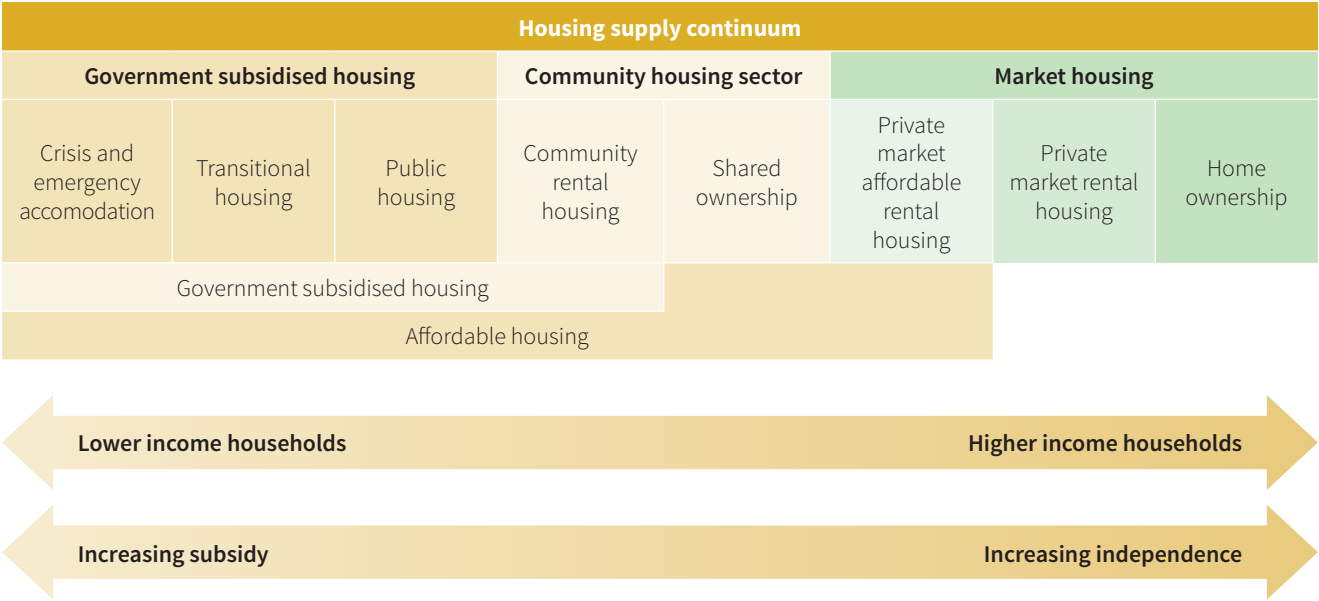 Housing supply continuum
Government subsidised housing
Community housing sector
Market housing
Crisis and
emergency
accomodation
Transitional
housing
Public
housing
Community
rental
housing
Shared
ownership
Private
market
affordable
rental
housing
Private
market rental
housing
Home
ownership
Government subsidised housing
Affordable housing
Lower income households
Higher income households
Increasing subsidy
Increasing independence